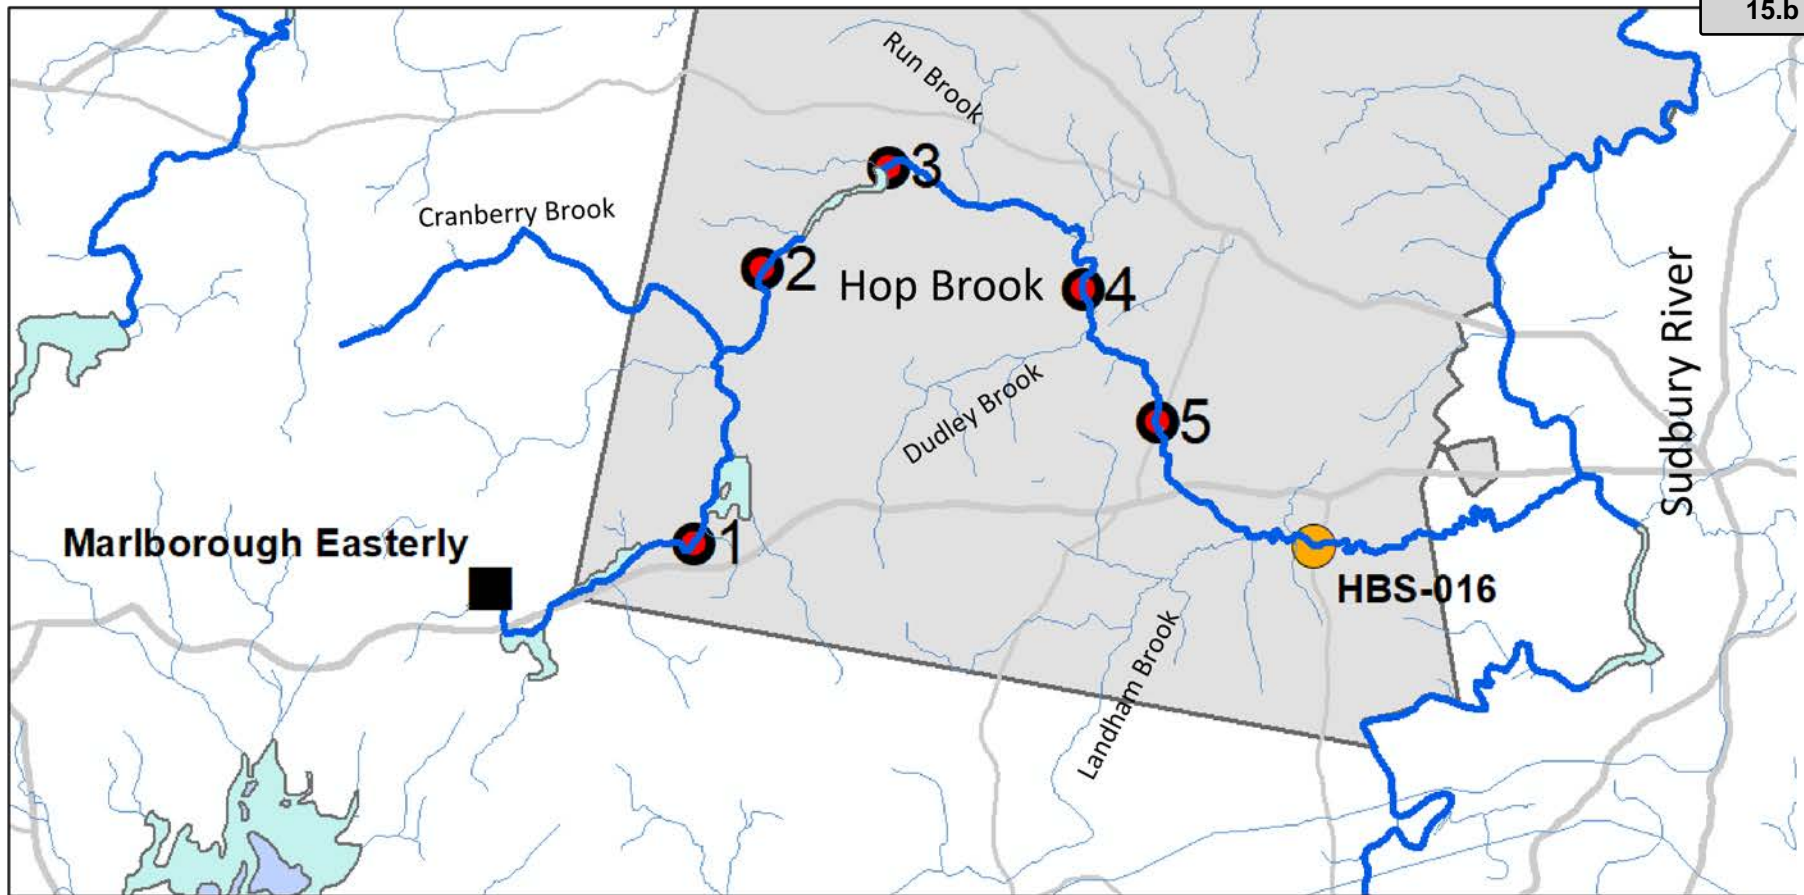 15.b
Run Brook
3
Cranberry Brook
2
Hop Brook
4
Dudley Brook
5
Sudbury River
Marlborough Easterly
1
HBS-016
Landham Brook